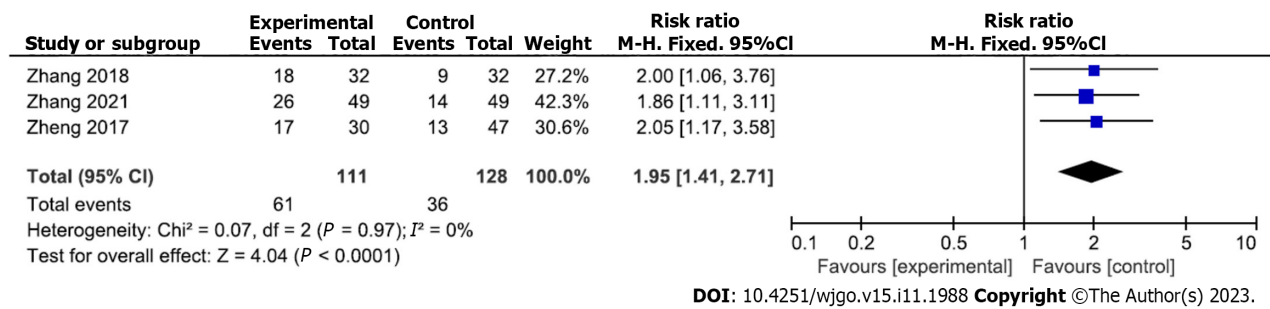 Experimental Control Risk ratio Risk ratio
Study or subgroup Events Total Events Total Weight M-H. Fixed. 95%CI M-H. Fixed. 95%CI
Zhang 2018 18 32 9 32 27.2% 2.00 [1.06, 3.76]
Zhang 2021 26 49 14 49 42.3% 1.86 [1.11, 3.11]
Zheng 2017 17 30 13 47 30.6% 2.05 [1.17, 3.58]
Total (95% CI) 111 128 100.0% 1.95 [1.41, 2.71]
Total events 61 36
Heterogeneity: Chi² = 0.07, df = 2 (P = 0.97); I² = 0%
Test for overall effect: Z = 4.04 (P < 0.0001)
0.1 0.2 0.5 1 2 5 10
Favours [experimental] Favours [control]
DOI: 10.4251/wjgo.v15.i11.1988 Copyright ©The Author(s) 2023.